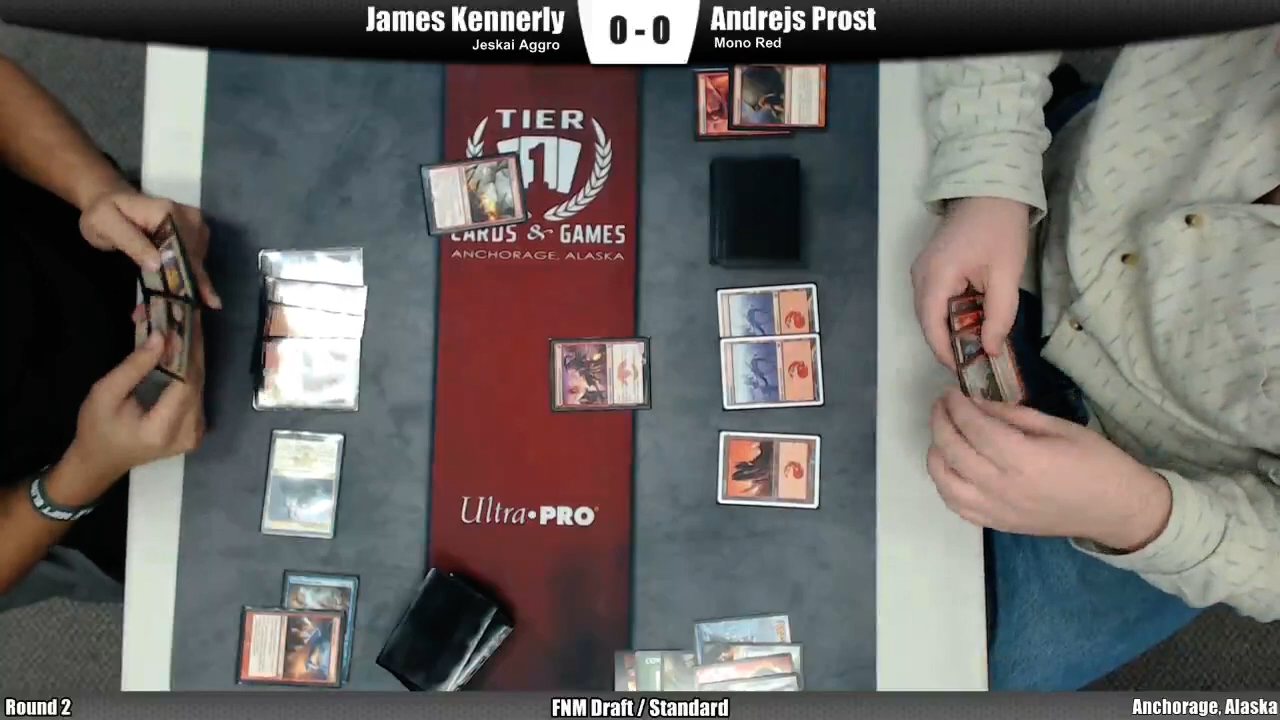 James Kennerly
Jeskai Aggro
0 - 0
Andrejs Prost
Mono Red
TIER
1
CARDS & GAMES
ANCHORAGE, ALASKA
Ultra•PRO
Round 2
FNM Draft / Standard
Anchorage, Alaska